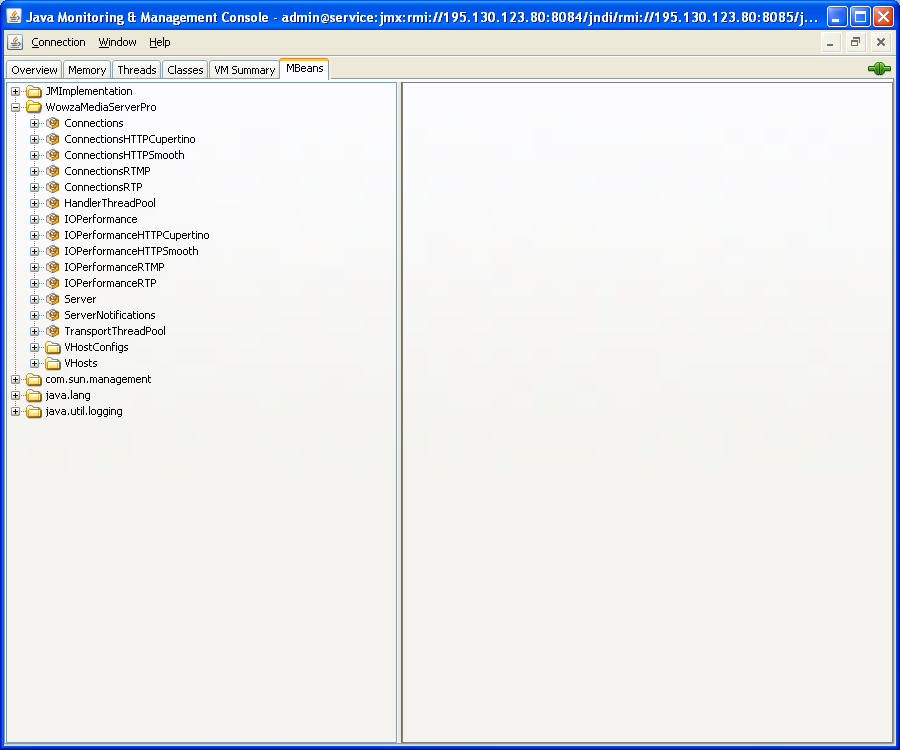 Java Monitoring & Management Console - admin@service:jmx:rmi://195.130.123.80:8084/jndi/rmi://195.130.123.80:8085/j...
Connection Window Help
Overview Memory Threads Classes VM Summary MBeans
JMImplementation
WowzaMediaServerPro
Connections
ConnectionsHTTPCupertino
ConnectionsHTTPSmooth
ConnectionsRTMP
ConnectionsRTP
HandlerThreadPool
IOPerformance
IOPerformanceHTTPCupertino
IOPerformanceHTTPSmooth
IOPerformanceRTMP
IOPerformanceRTP
Server
ServerNotifications
TransportThreadPool
VHostConfigs
VHosts
com.sun.management
java.lang
java.util.logging